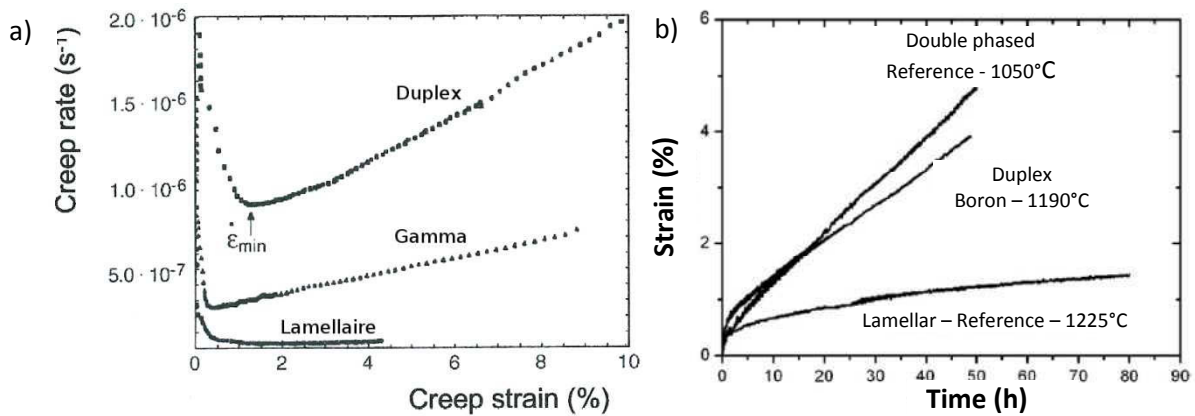 a)
Creep rate (s⁻¹)
2.0 · 10⁻⁶
1.5 · 10⁻⁶
1.0 · 10⁻⁶
5.0 · 10⁻⁷
Duplex
ε̇min
Gamma
Lamellaire
0 2 4 6 8 10
Creep strain (%)
b)
Strain (%)
6
4
2
0
Double phased
Reference - 1050°C
Duplex
Boron – 1190°C
Lamellar – Reference – 1225°C
0 10 20 30 40 50 60 70 80 90
Time (h)